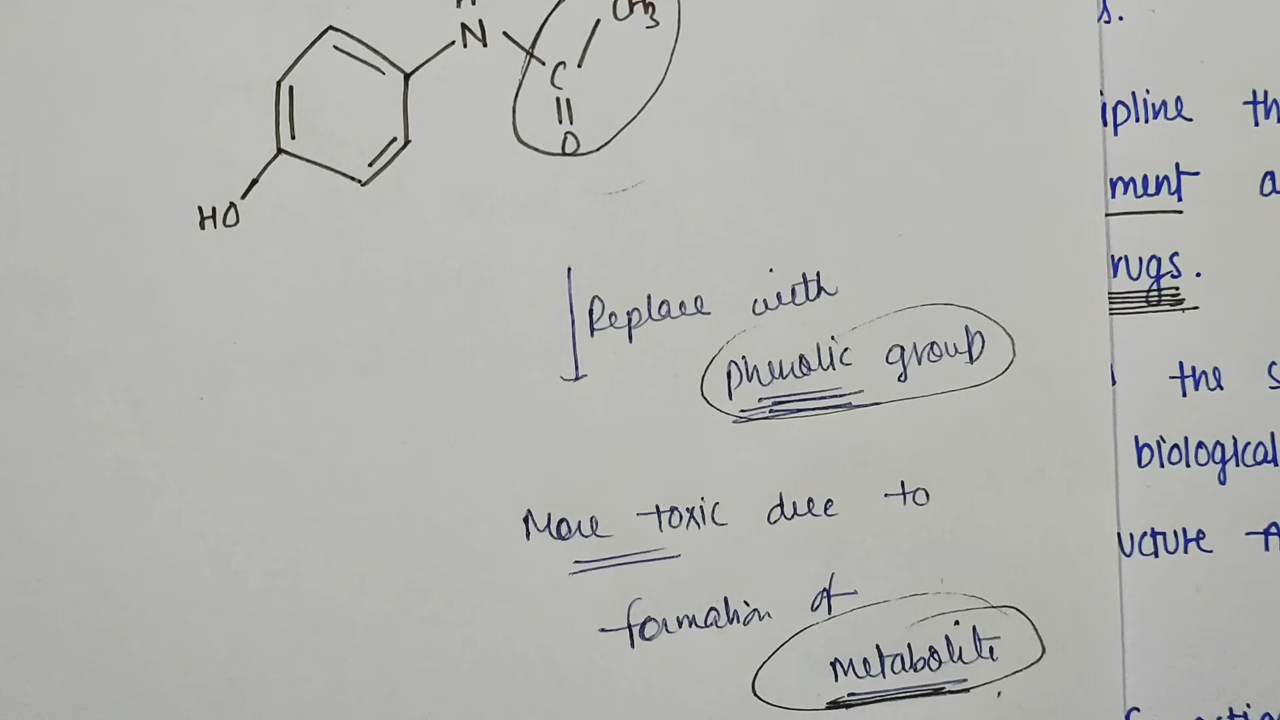 H
N
CH3
C
O
HO
Replace with
phenolic group
More toxic due to
formation of
metabolite
s.
ipline th
ment a
rugs.
the s
biological
ucture